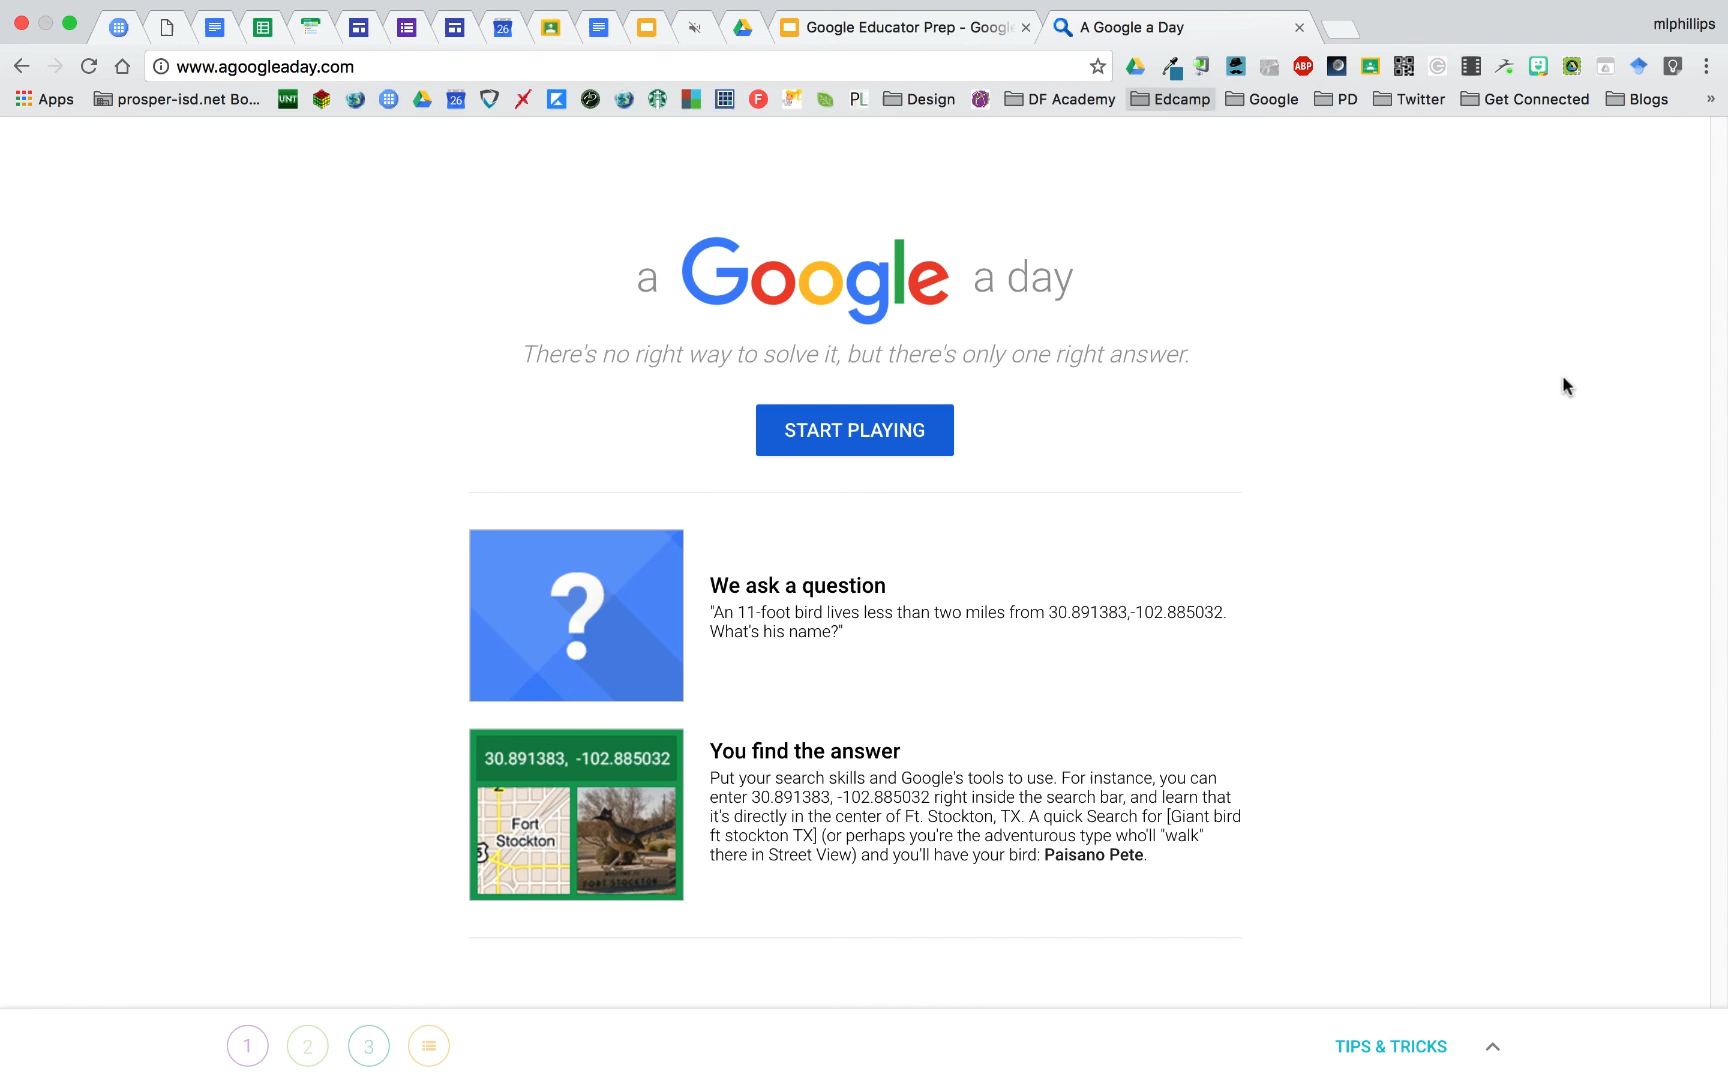 Google Educator Prep - Googl
A Google a Day
mlphillips
www.agoogleaday.com
ABP
Apps
prosper-isd.net Bo...
UNT
26
26
F
PL
Design
DF Academy
Edcamp
Google
PD
Twitter
Get Connected
Blogs
»
a Google a day
There's no right way to solve it, but there's only one right answer.
START PLAYING
?
We ask a question
"An 11-foot bird lives less than two miles from 30.891383,-102.885032.
What's his name?"
30.891383, -102.885032
Fort
Stockton
FORT STOCKTON
You find the answer
Put your search skills and Google's tools to use. For instance, you can
enter 30.891383, -102.885032 right inside the search bar, and learn that
it's directly in the center of Ft. Stockton, TX. A quick Search for [Giant bird
ft stockton TX] (or perhaps you're the adventurous type who'll "walk"
there in Street View) and you'll have your bird: Paisano Pete.
1
2
3
TIPS & TRICKS